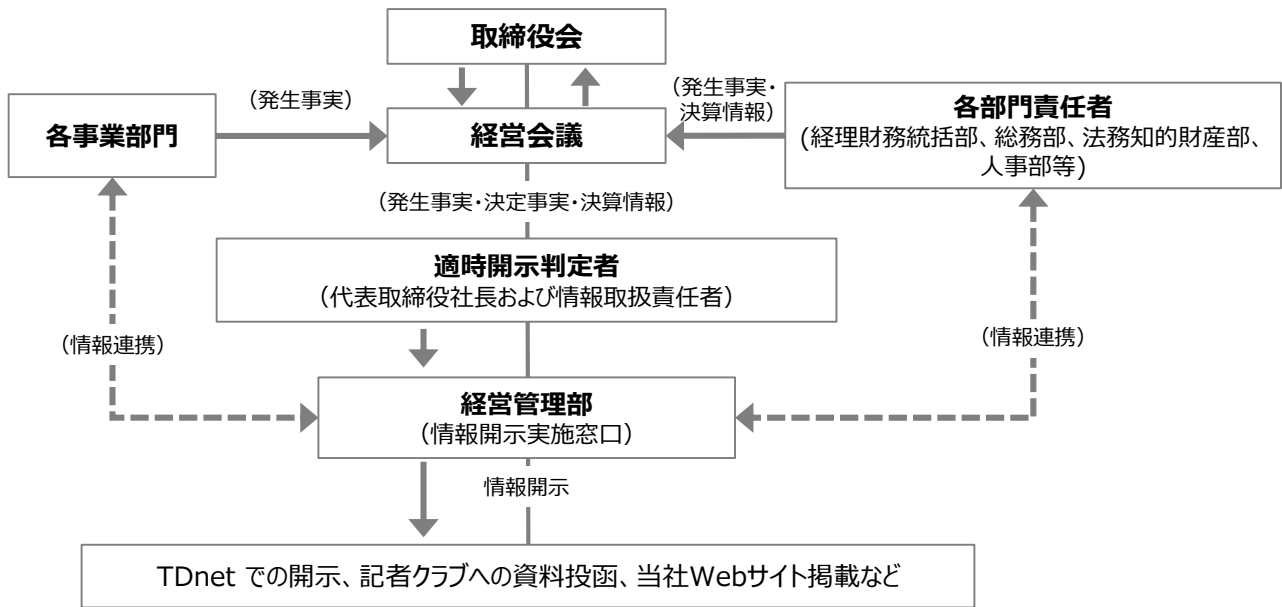 取締役会
(発生事実)
(発生事実・
決算情報)
各事業部門
経営会議
各部門責任者
(経理財務統括部、総務部、法務知的財産部、
人事部等)
(発生事実・決定事実・決算情報)
適時開示判定者
(代表取締役社長および情報取扱責任者)
(情報連携)
(情報連携)
経営管理部
(情報開示実施窓口)
情報開示
TDnet での開示、記者クラブへの資料投函、当社Webサイト掲載など